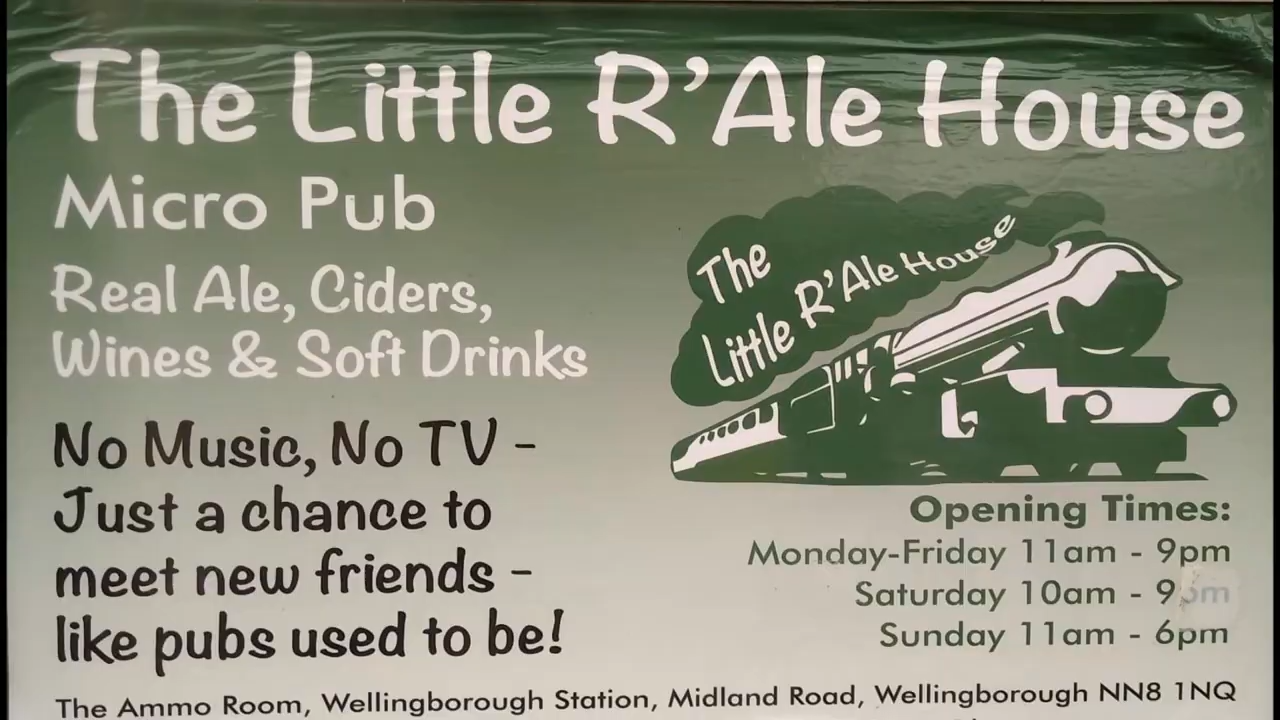 The Little R'Ale House
Micro Pub
Real Ale, Ciders,
Wines & Soft Drinks
No Music, No TV -
Just a chance to
meet new friends -
like pubs used to be!
The
Little R'Ale House
Opening Times:
Monday-Friday 11am - 9pm
Saturday 10am - 9pm
Sunday 11am - 6pm
The Ammo Room, Wellingborough Station, Midland Road, Wellingborough NN8 1NQ